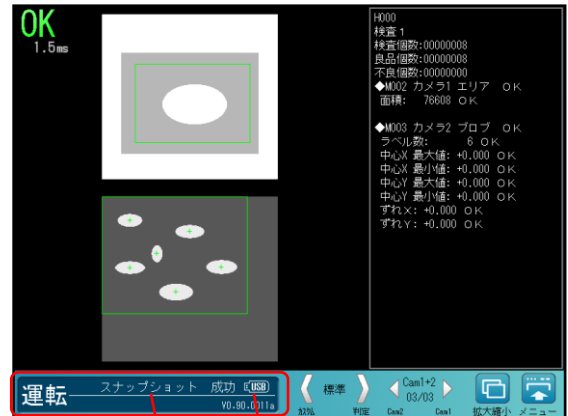 OK
1.5ms
H000
検査1
検査個数:00000008
良品個数:00000008
不良個数:00000000
◆M002 カメラ1 エリア OK
面積: 76608 OK
◆M003 カメラ2 ブロブ OK
ラベル数: 6 OK
中心X 最大値: +0.000 OK
中心X 最小値: +0.000 OK
中心Y 最大値: +0.000 OK
中心Y 最小値: +0.000 OK
ずれX: +0.000 OK
ずれY: +0.000 OK
運転
スナップショット 成功 USB
V0.90.0011a
標準
判定
Cam1+2
03/03
Cam2 Cam1
拡大縮小
メニュー